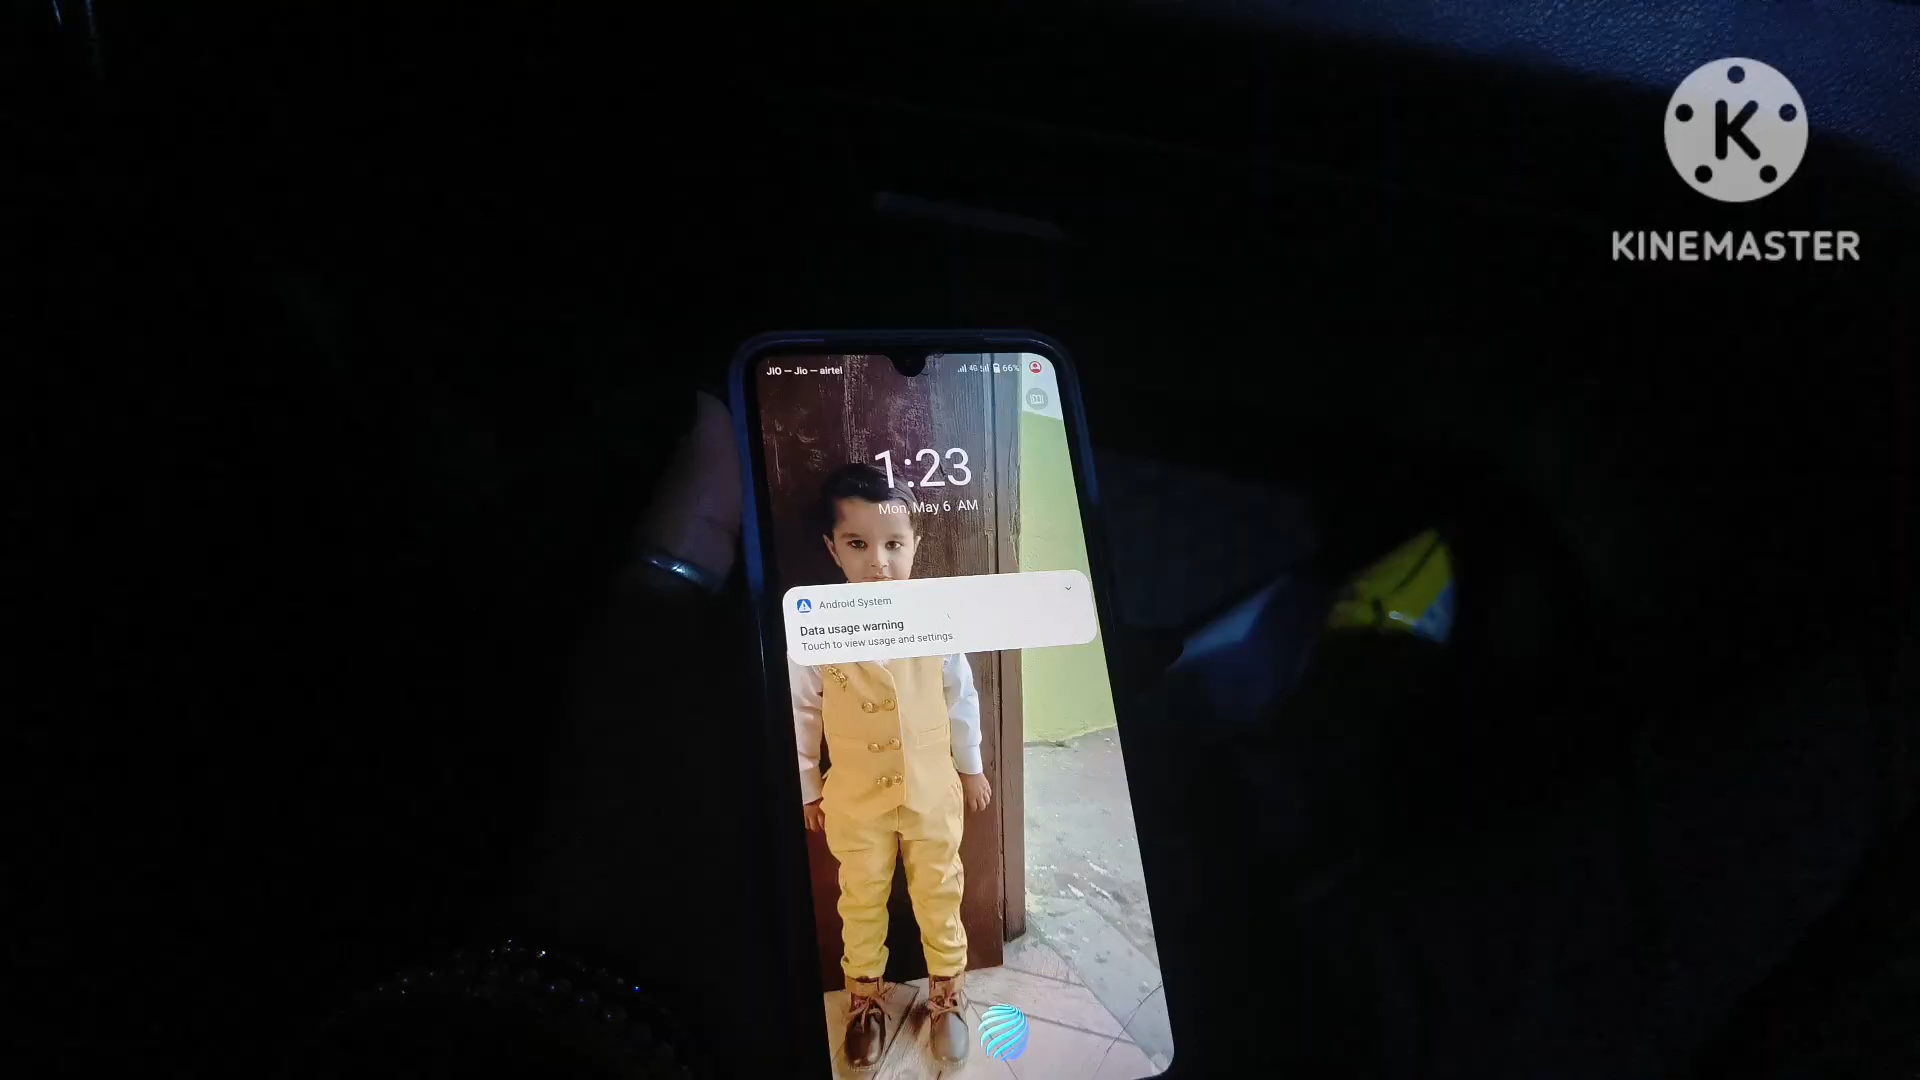 K
KINEMASTER
JIO — Jio — airtel
4G 66%
1:23
Mon, May 6 AM
Android System
Data usage warning
Touch to view usage and settings.